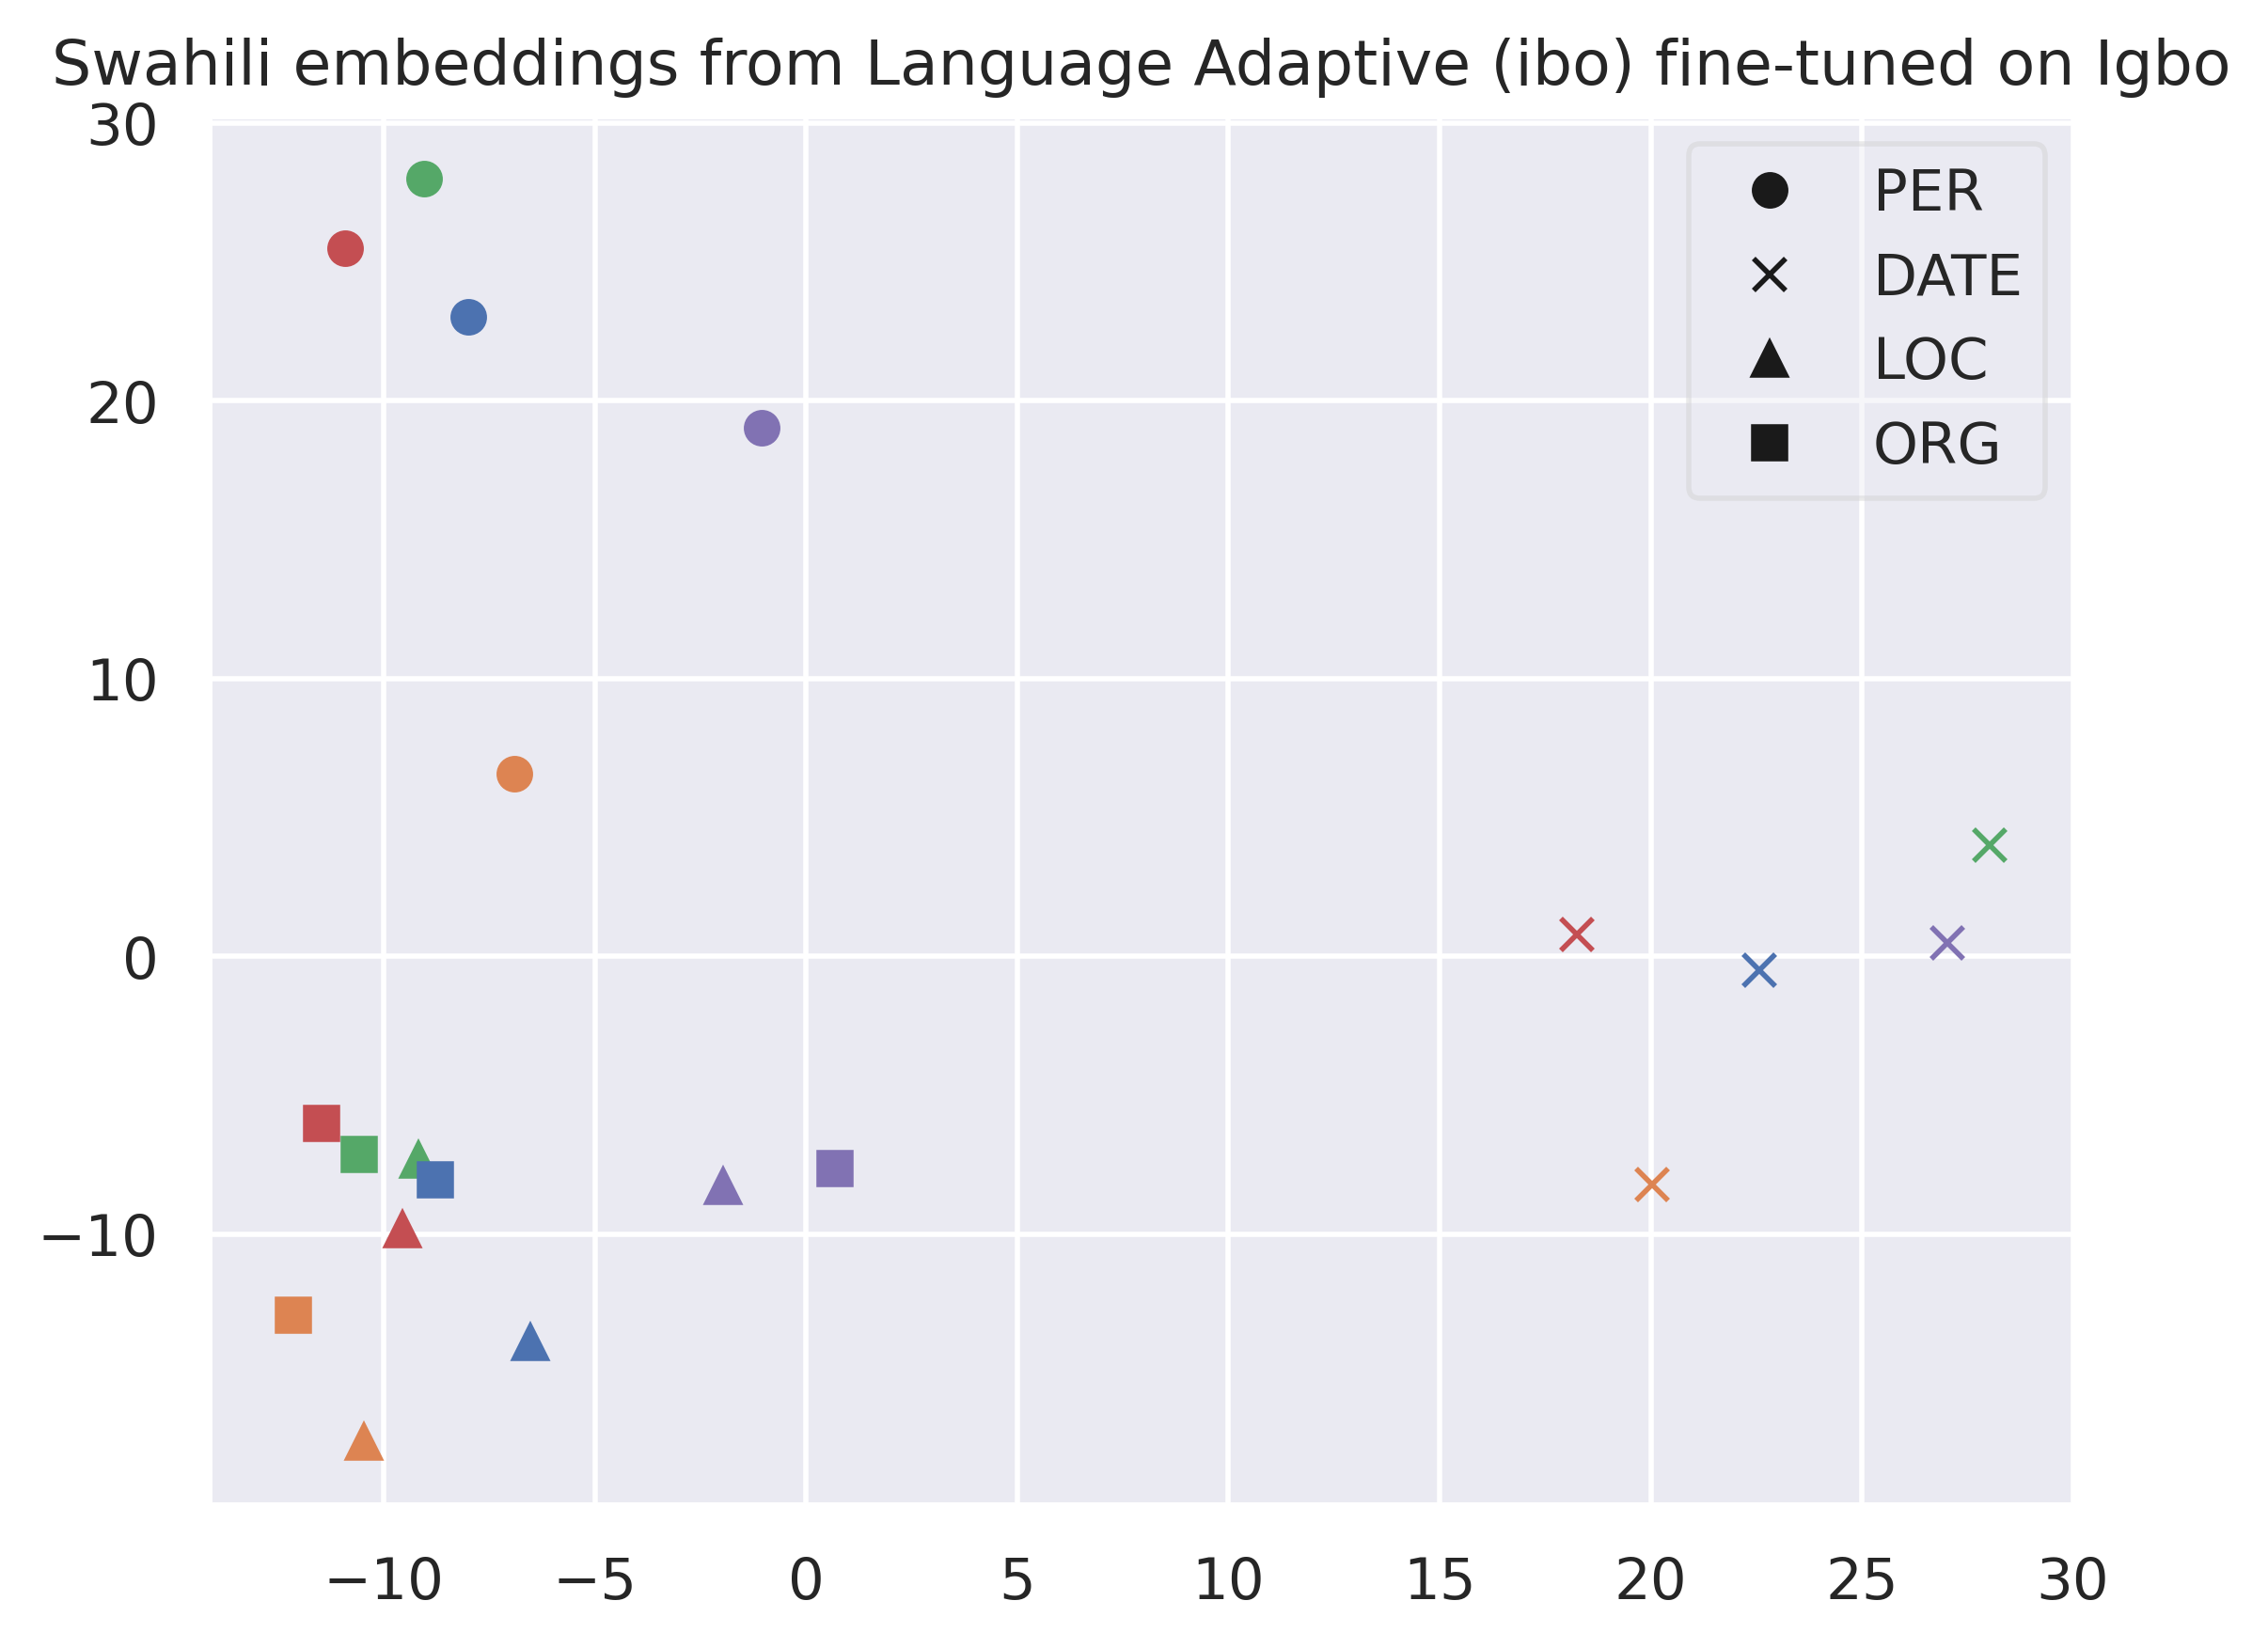 Swahili embeddings from Language Adaptive (ibo) fine-tuned on Igbo
30
20
10
0
−10
PER
DATE
LOC
ORG
−10 −5 0 5 10 15 20 25 30